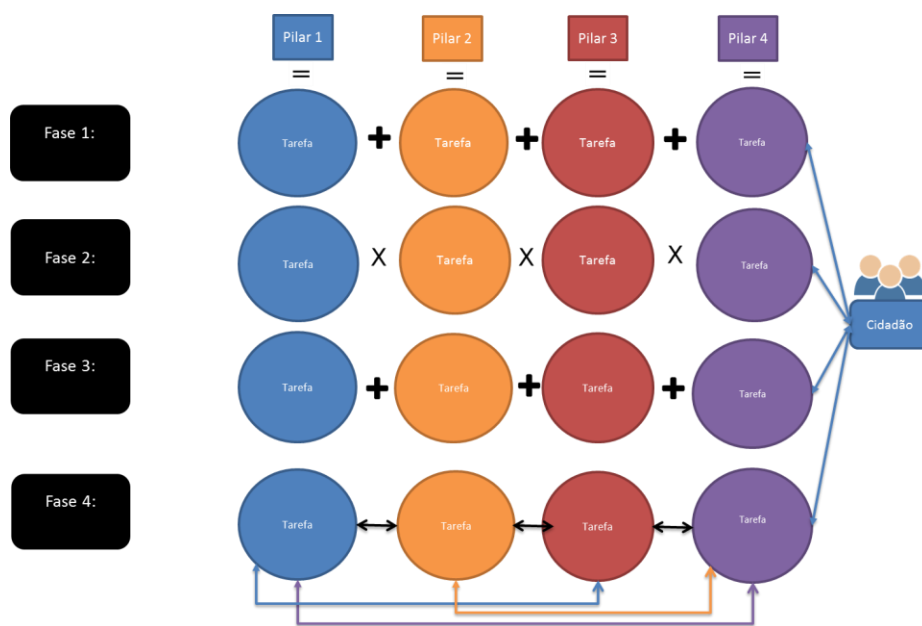 Pilar 1
Pilar 2
Pilar 3
Pilar 4
=
=
=
=
Fase 1:
Tarefa
+
Tarefa
+
Tarefa
+
Tarefa
Fase 2:
Tarefa
X
Tarefa
X
Tarefa
X
Tarefa
Cidadão
Fase 3:
Tarefa
+
Tarefa
+
Tarefa
+
Tarefa
Fase 4:
Tarefa
Tarefa
Tarefa
Tarefa